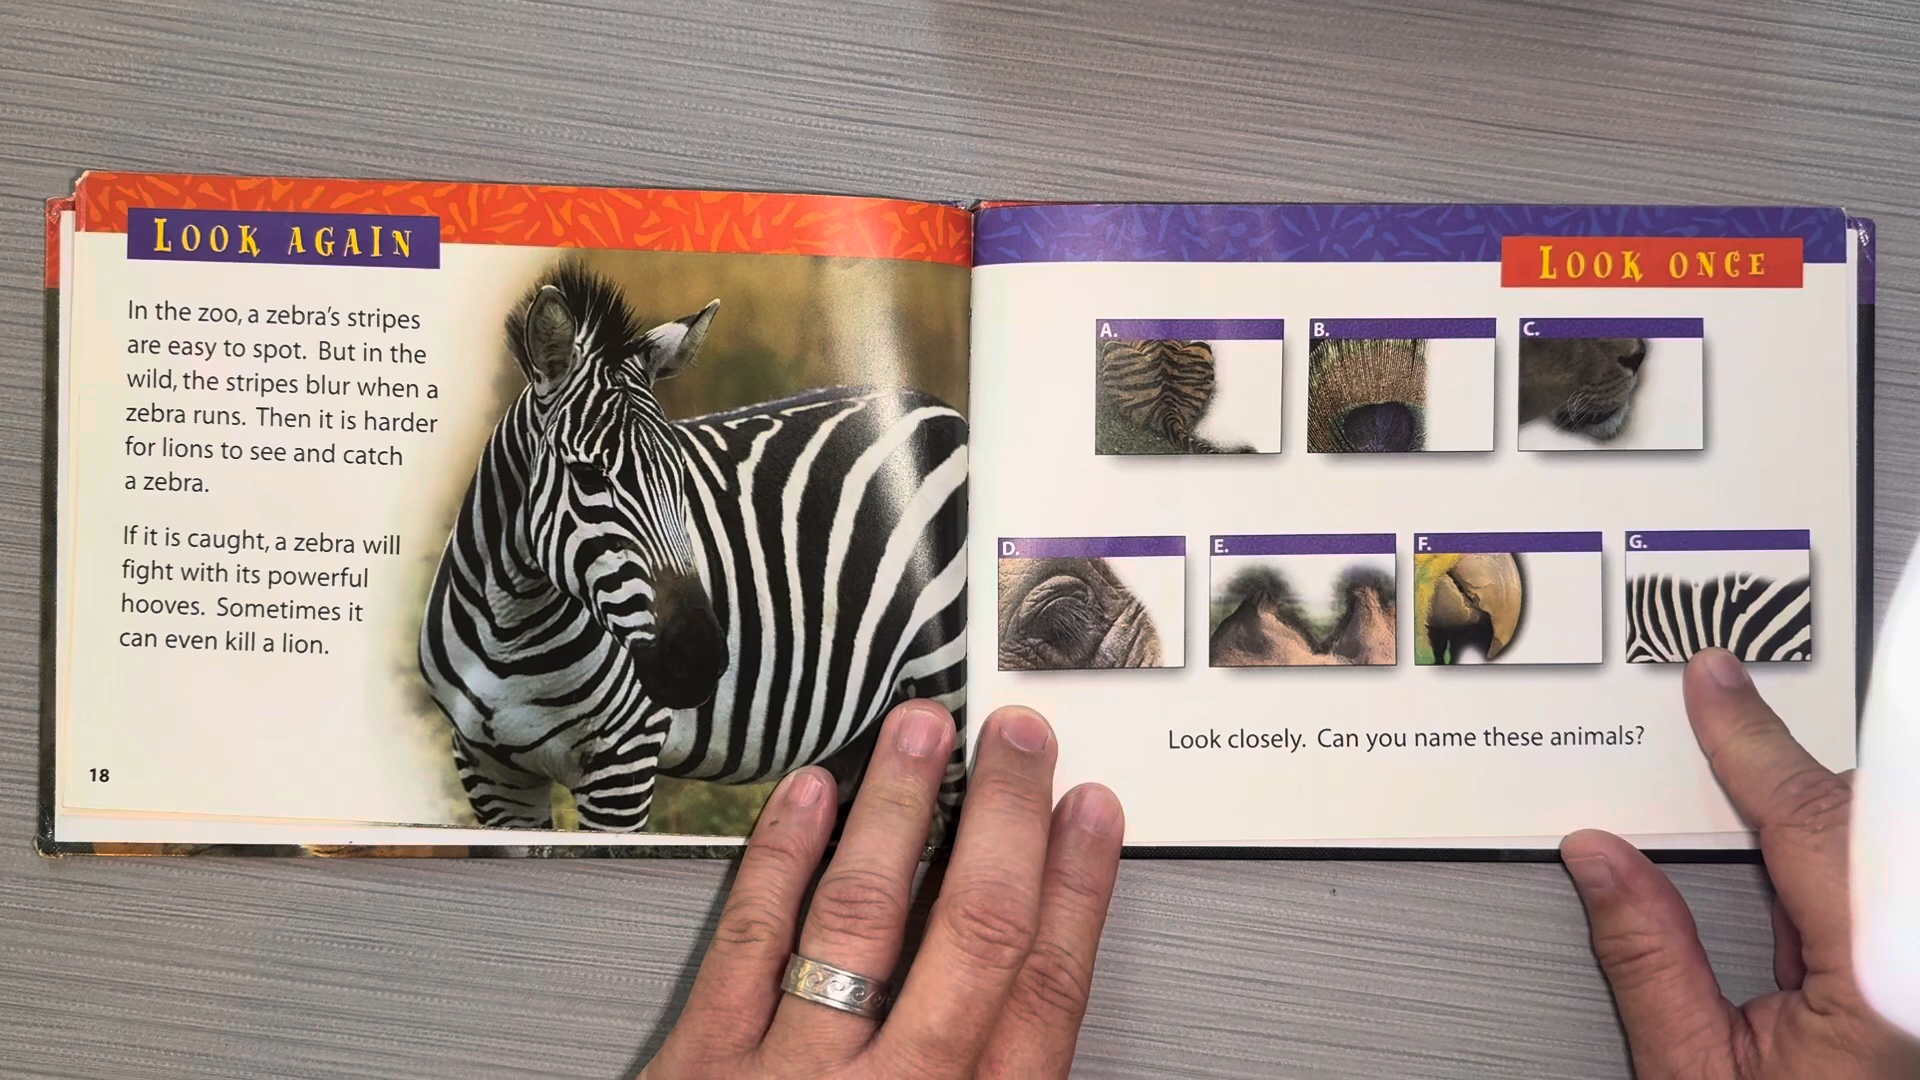 LOOK AGAIN
In the zoo, a zebra's stripes
are easy to spot. But in the
wild, the stripes blur when a
zebra runs. Then it is harder
for lions to see and catch
a zebra.
If it is caught, a zebra will
fight with its powerful
hooves. Sometimes it
can even kill a lion.
18
LOOK ONCE
A.
B.
C.
D.
E.
F.
G.
Look closely. Can you name these animals?